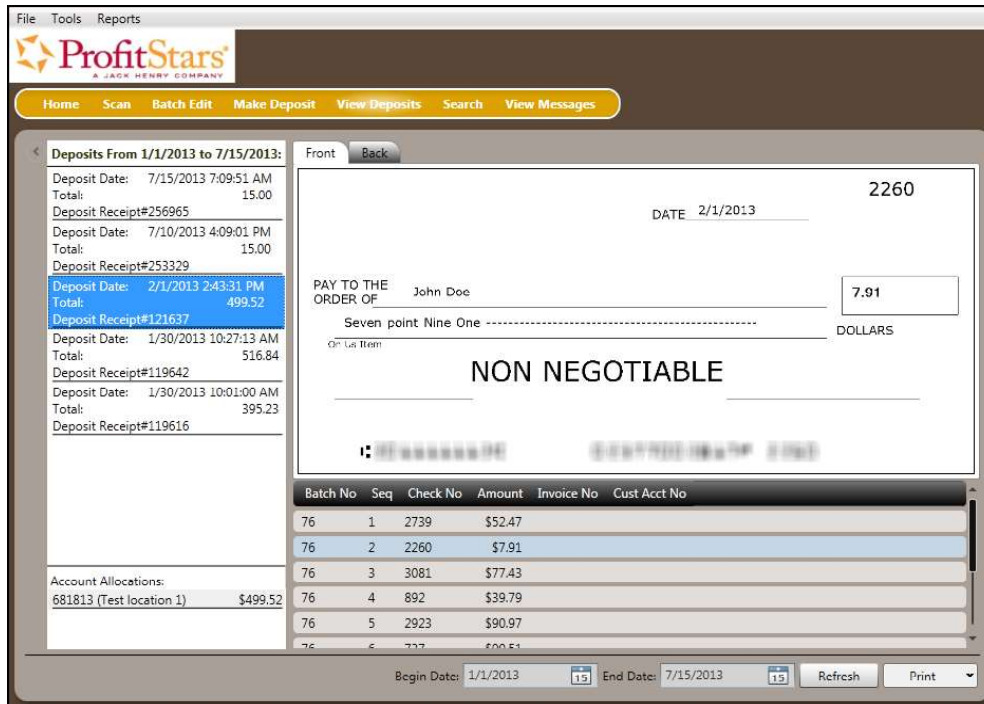 File Tools Reports
ProfitStars®
A JACK HENRY COMPANY
Home Scan Batch Edit Make Deposit View Deposits Search View Messages
Deposits From 1/1/2013 to 7/15/2013:
Deposit Date: 7/15/2013 7:09:51 AM
Total: 15.00
Deposit Receipt#256965
Deposit Date: 7/10/2013 4:09:01 PM
Total: 15.00
Deposit Receipt#253329
Deposit Date: 2/1/2013 2:43:31 PM
Total: 499.52
Deposit Receipt#121637
Deposit Date: 1/30/2013 10:27:13 AM
Total: 516.84
Deposit Receipt#119642
Deposit Date: 1/30/2013 10:01:00 AM
Total: 395.23
Deposit Receipt#119616
Account Allocations:
681813 (Test location 1) $499.52
Front Back
2260
DATE 2/1/2013
PAY TO THE
ORDER OF John Doe
7.91
Seven point Nine One ----------------------------------------------------------
DOLLARS
On Us Item
NON NEGOTIABLE
Batch No Seq Check No Amount Invoice No Cust Acct No
76 1 2739 $52.47
76 2 2260 $7.91
76 3 3081 $77.43
76 4 892 $39.79
76 5 2923 $90.97
Begin Date: 1/1/2013 15 End Date: 7/15/2013 15 Refresh Print